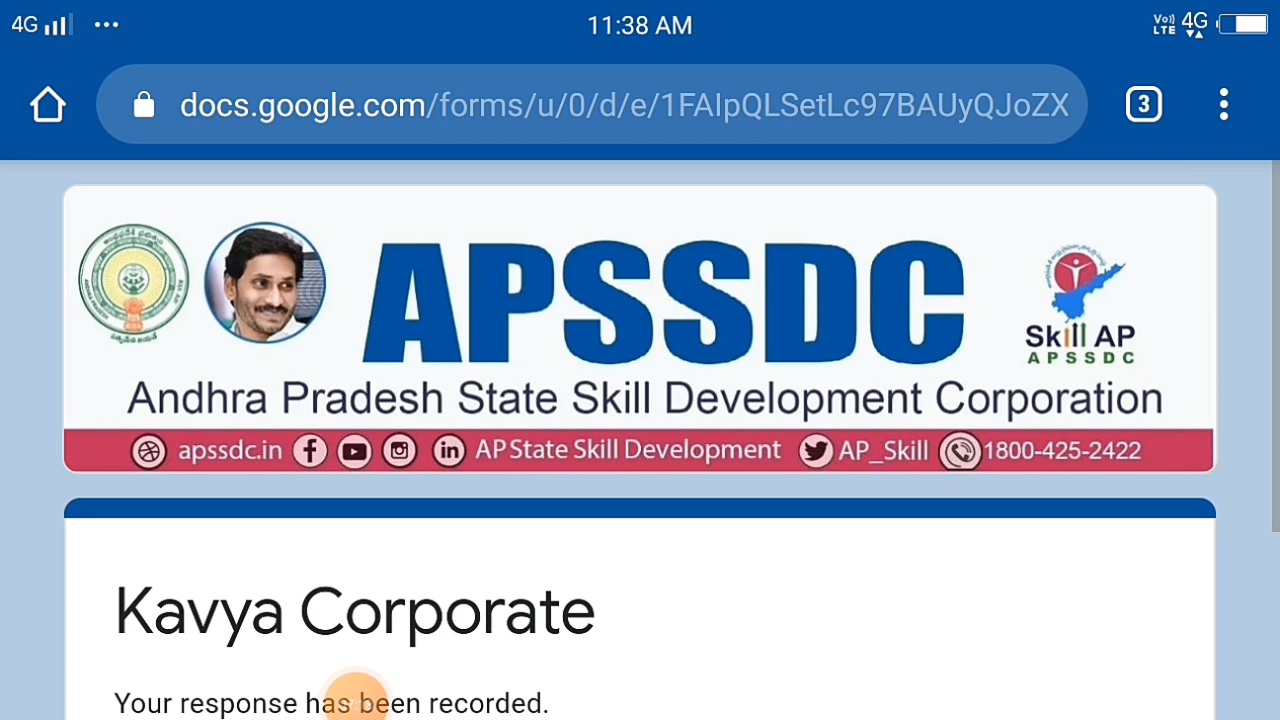 4G ••• 11:38 AM Vo)) LTE 4G
docs.google.com/forms/u/0/d/e/1FAIpQLSetLc97BAUyQJoZX 3
APSSDC
Skill AP
APSSDC
Andhra Pradesh State Skill Development Corporation
apssdc.in AP State Skill Development AP_Skill 1800-425-2422
Kavya Corporate
Your response has been recorded.